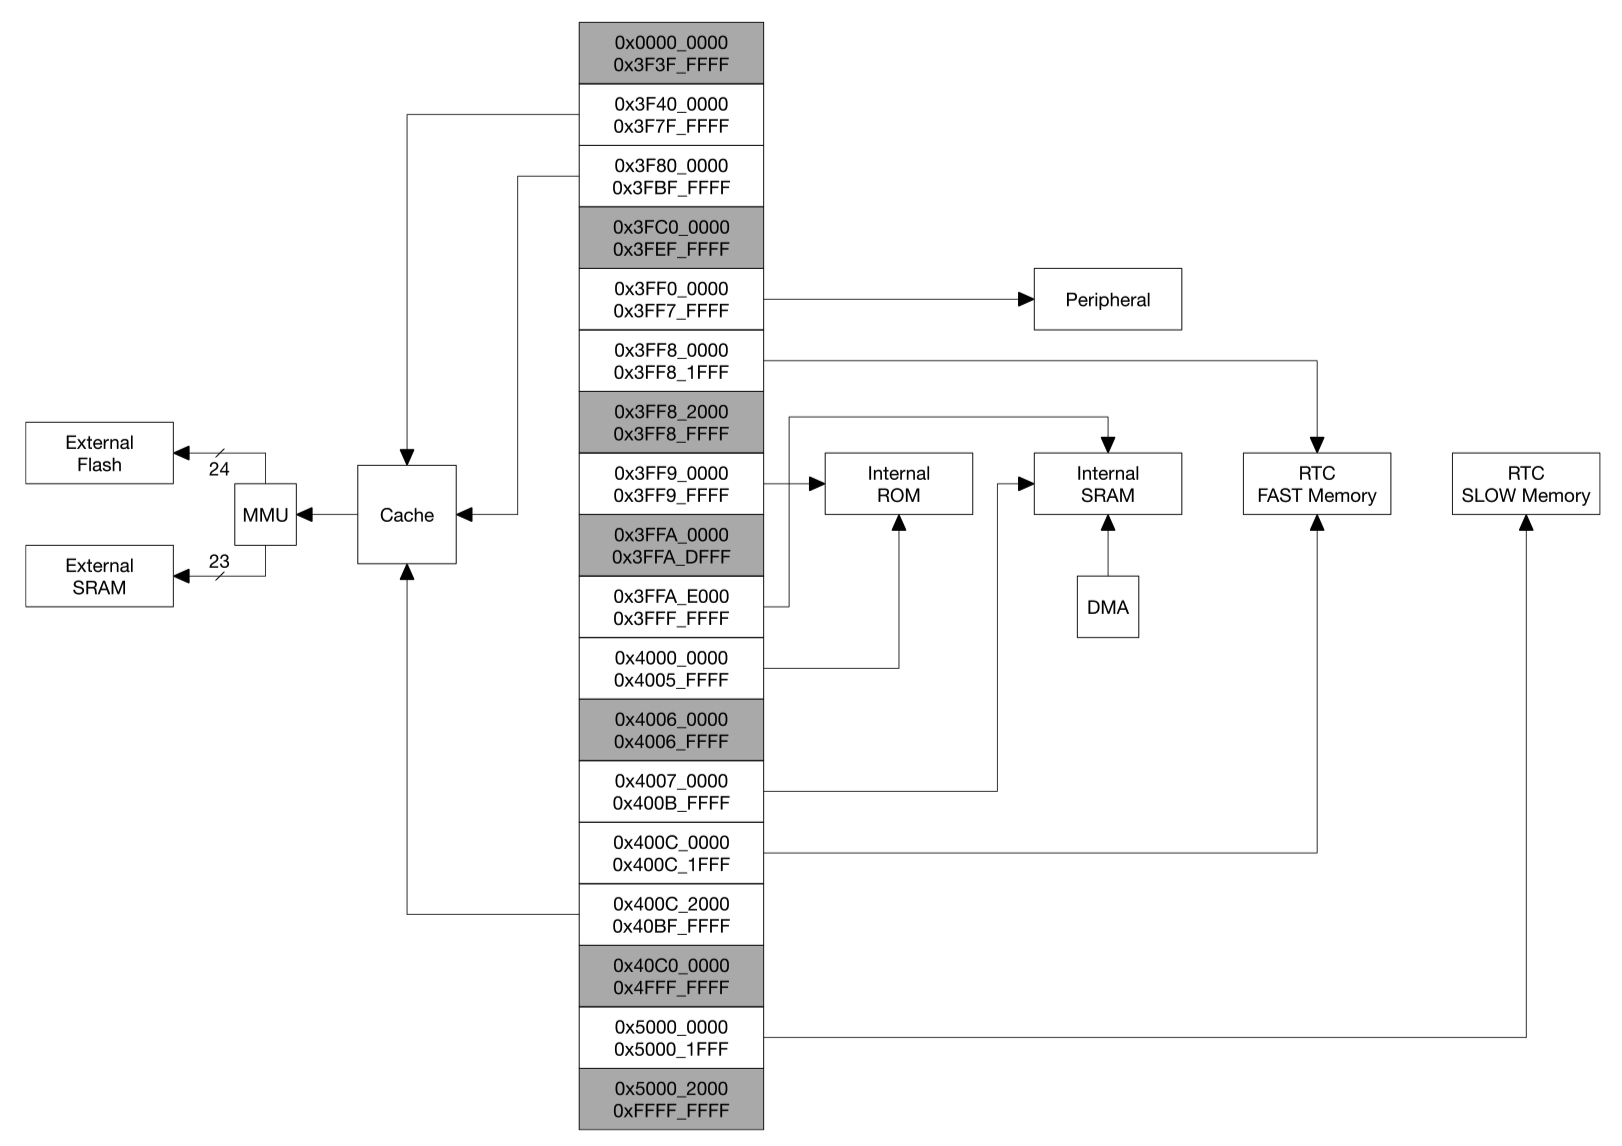 0x0000_0000
0x3F3F_FFFF
0x3F40_0000
0x3F7F_FFFF
0x3F80_0000
0x3FBF_FFFF
0x3FC0_0000
0x3FEF_FFFF
0x3FF0_0000
0x3FF7_FFFF
0x3FF8_0000
0x3FF8_1FFF
0x3FF8_2000
0x3FF8_FFFF
0x3FF9_0000
0x3FF9_FFFF
0x3FFA_0000
0x3FFA_DFFF
0x3FFA_E000
0x3FFF_FFFF
0x4000_0000
0x4005_FFFF
0x4006_0000
0x4006_FFFF
0x4007_0000
0x400B_FFFF
0x400C_0000
0x400C_1FFF
0x400C_2000
0x40BF_FFFF
0x40C0_0000
0x4FFF_FFFF
0x5000_0000
0x5000_1FFF
0x5000_2000
0xFFFF_FFFF
External
Flash
24
MMU
Cache
23
External
SRAM
Peripheral
Internal
ROM
Internal
SRAM
RTC
FAST Memory
RTC
SLOW Memory
DMA